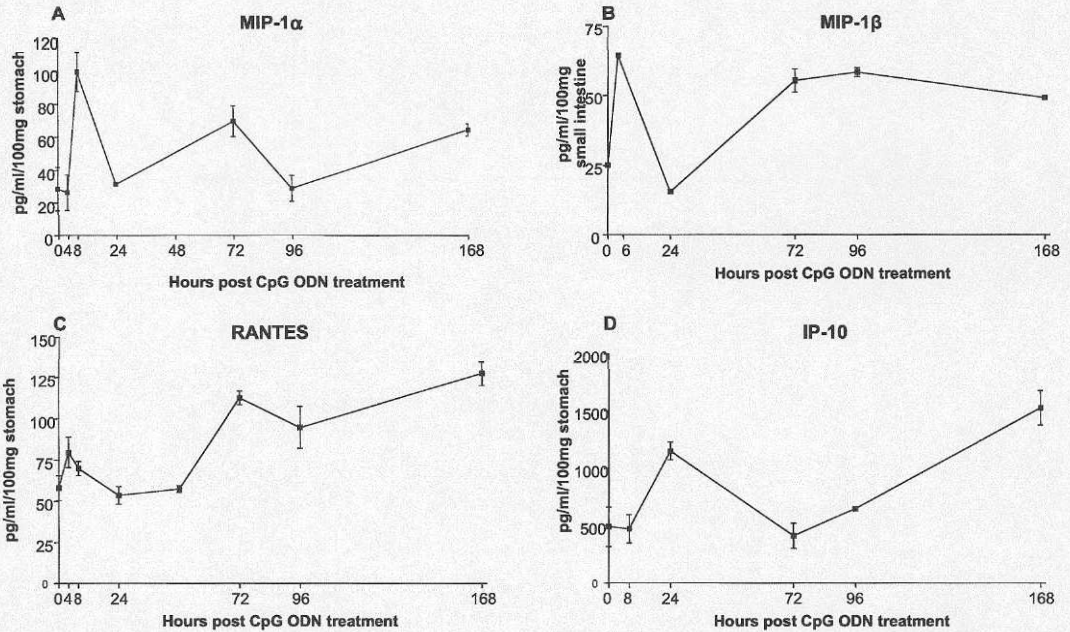 A
MIP-1α
120
100
80
60
40
20
0
pg/ml/100mg stomach
0 4 8 24 48 72 96 168
Hours post CpG ODN treatment
B
MIP-1β
75
50
25
0
pg/ml/100mg
small intestine
0 6 24 72 96 168
Hours post CpG ODN treatment
C
RANTES
150
125
100
75
50
25
0
pg/ml/100mg stomach
0 4 8 24 72 96 168
Hours post CpG ODN treatment
D
IP-10
2000
1500
1000
500
0
pg/ml/100mg stomach
0 8 24 72 96 168
Hours post CpG ODN treatment